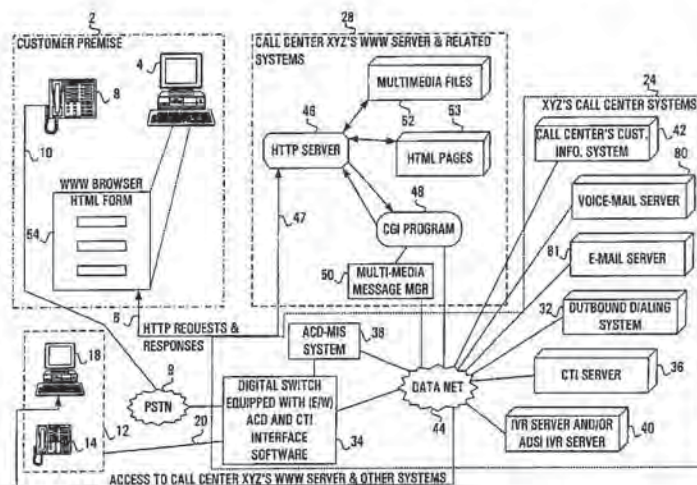 2
28
CUSTOMER PREMISE
4
8
10
WWW BROWSER
HTML FORM
54
6
HTTP REQUESTS &
RESPONSES
CALL CENTER XYZ'S WWW SERVER & RELATED
SYSTEMS
MULTIMEDIA FILES
52
53
46
HTTP SERVER
HTML PAGES
47
48
CGI PROGRAM
50
MULTI-MEDIA
MESSAGE MGR
24
XYZ'S CALL CENTER SYSTEMS
42
CALL CENTER'S CUST.
INFO. SYSTEM
80
VOICE-MAIL SERVER
81
E-MAIL SERVER
32
OUTBOUND DIALING
SYSTEM
CTI SERVER
36
IVR SERVER AND/OR
ADSI IVR SERVER
40
ACD-MIS
SYSTEM
38
DATA NET
44
18
14
12
PSTN
20
DIGITAL SWITCH
EQUIPPED WITH (E/W)
ACD AND CTI
INTERFACE
SOFTWARE
34
ACCESS TO CALL CENTER XYZ'S WWW SERVER & OTHER SYSTEMS